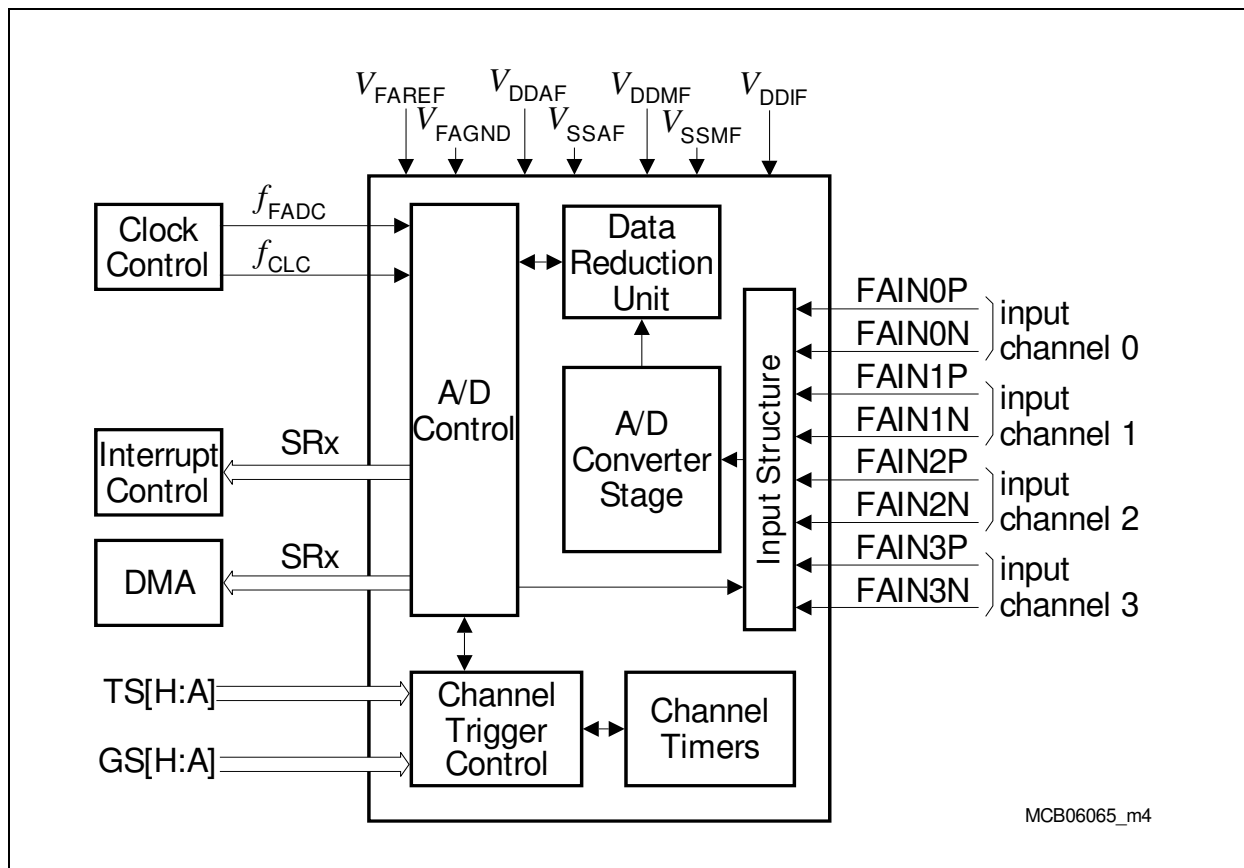 VFAREF
VDDAF
VDDMF
VDDIF
VFAGND
VSSAF
VSSMF
Clock
Control
fFADC
fCLC
A/D
Control
Data
Reduction
Unit
A/D
Converter
Stage
Input Structure
FAIN0P
FAIN0N
input
channel 0
FAIN1P
FAIN1N
input
channel 1
FAIN2P
FAIN2N
input
channel 2
FAIN3P
FAIN3N
input
channel 3
Interrupt
Control
SRx
DMA
SRx
TS[H:A]
GS[H:A]
Channel
Trigger
Control
Channel
Timers
MCB06065_m4